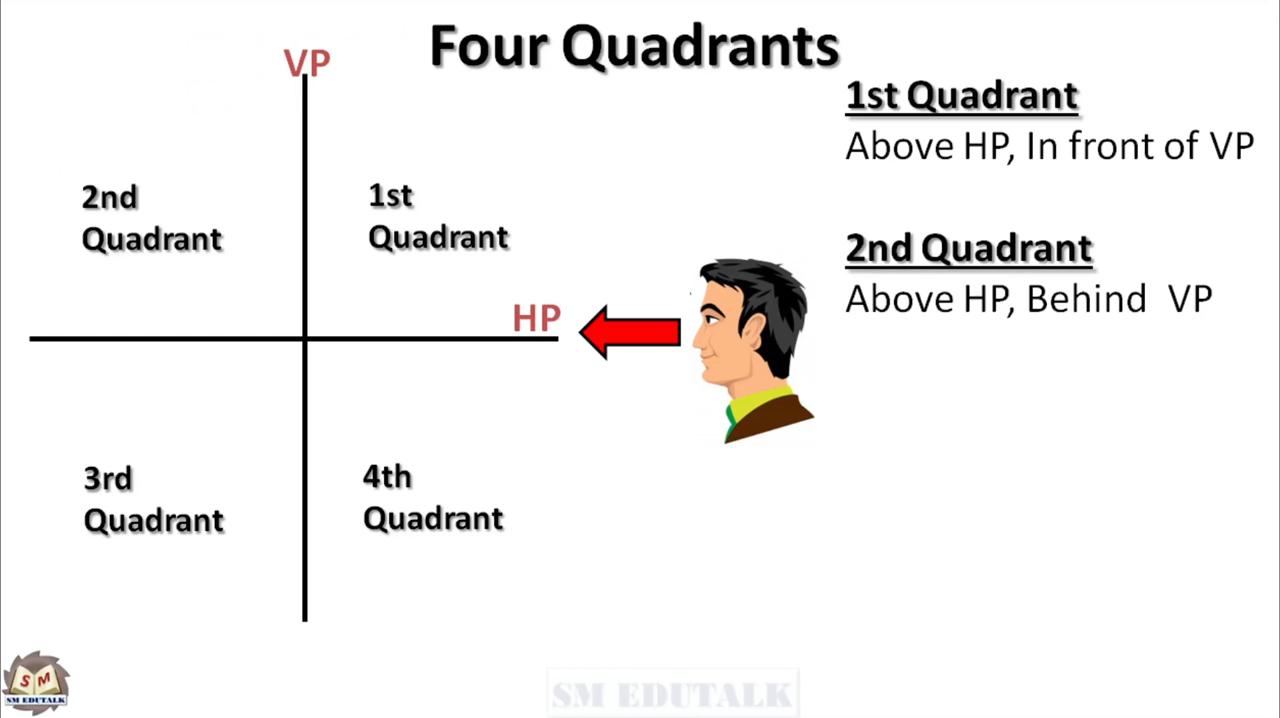 Four Quadrants
VP
2nd
Quadrant
1st
Quadrant
HP
3rd
Quadrant
4th
Quadrant
1st Quadrant
Above HP, In front of VP
2nd Quadrant
Above HP, Behind VP
S M
SM EDUTALK
SM EDUTALK